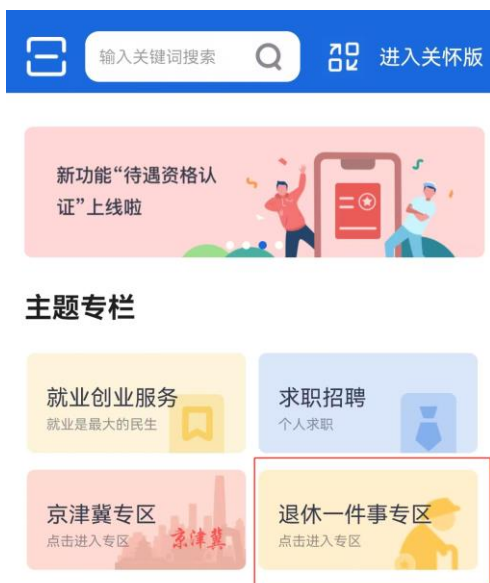 输入关键词搜索
进入关怀版
新功能“待遇资格认
证”上线啦
主题专栏
就业创业服务
就业是最大的民生
求职招聘
个人求职
京津冀专区
点击进入专区
京津冀
退休一件事专区
点击进入专区